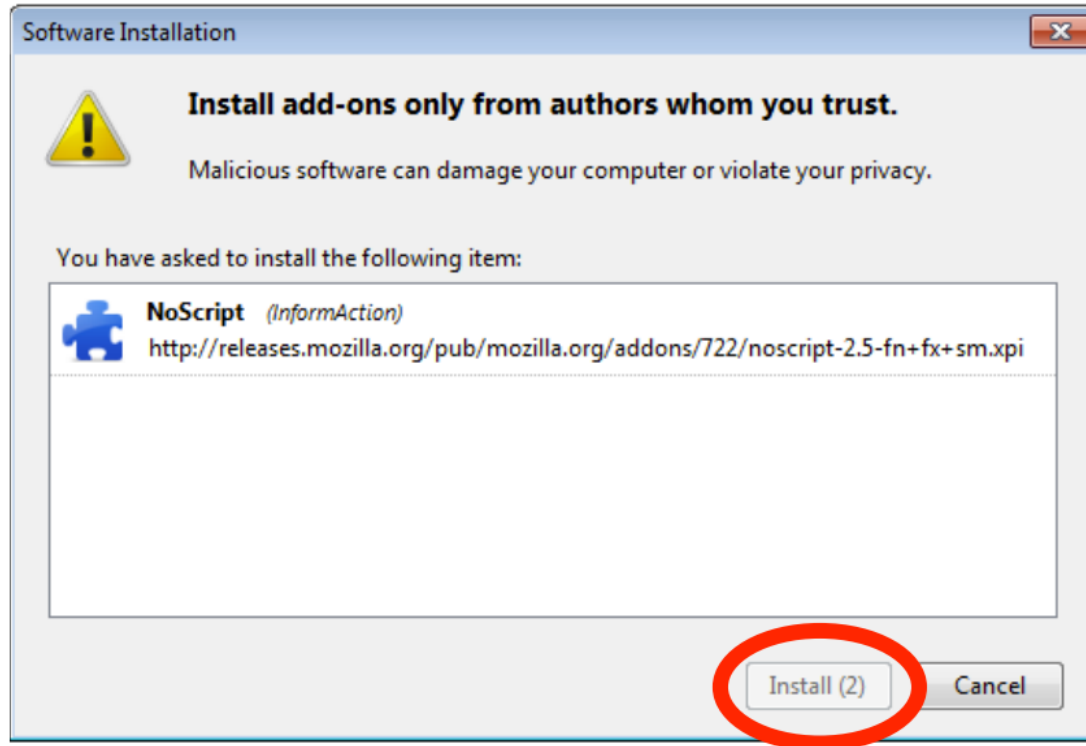 Software Installation
Install add-ons only from authors whom you trust.
Malicious software can damage your computer or violate your privacy.
You have asked to install the following item:
NoScript (InformAction)
http://releases.mozilla.org/pub/mozilla.org/addons/722/noscript-2.5-fn+fx+sm.xpi
Install (2) Cancel